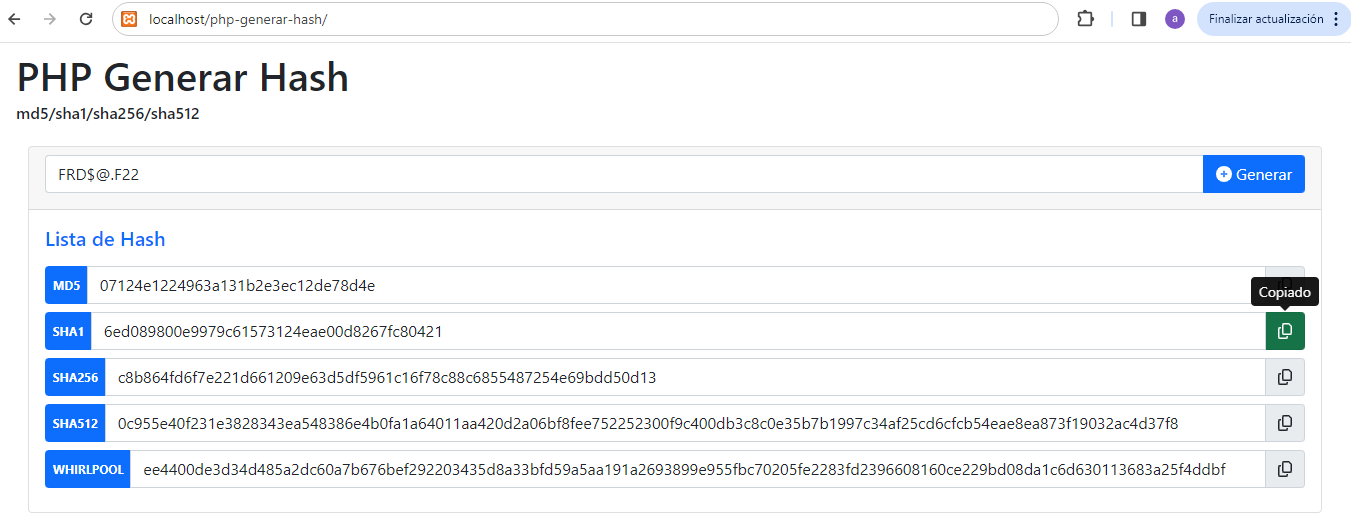 localhost/php-generar-hash/
a
Finalizar actualización
PHP Generar Hash
md5/sha1/sha256/sha512
FRD$@.F22
Generar
Lista de Hash
MD5 07124e1224963a131b2e3ec12de78d4e
Copiado
SHA1 6ed089800e9979c61573124eae00d8267fc80421
SHA256 c8b864fd6f7e221d661209e63d5df5961c16f78c88c6855487254e69bdd50d13
SHA512 0c955e40f231e3828343ea548386e4b0fa1a64011aa420d2a06bf8fee752252300f9c400db3c8c0e35b7b1997c34af25cd6cfcb54eae8ea873f19032ac4d37f8
WHIRLPOOL ee4400de3d34d485a2dc60a7b676bef292203435d8a33bfd59a5aa191a2693899e955fbc70205fe2283fd2396608160ce229bd08da1c6d630113683a25f4ddbf